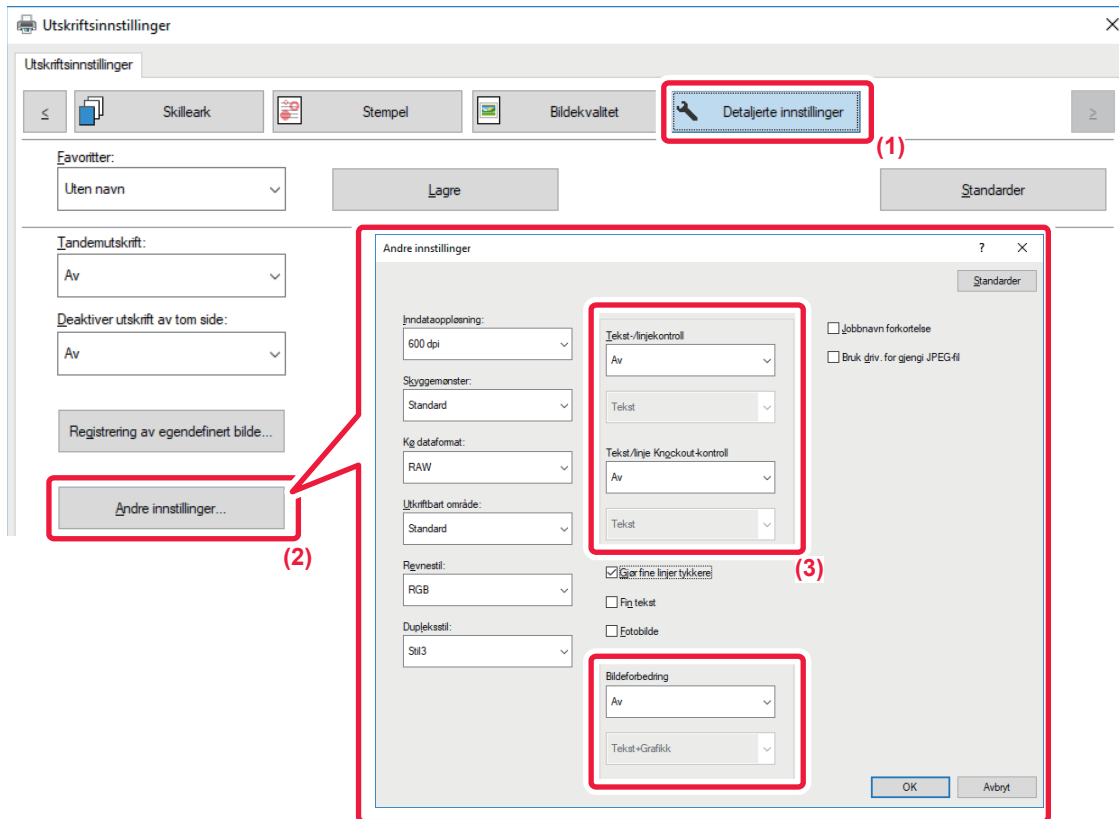 Utskriftsinnstillinger
Utskriftsinnstillinger
≤ Skilleark Stempel Bildekvalitet Detaljerte innstillinger ≥
(1)
Favoritter:
Uten navn Lagre Standarder
Tandemutskrift:
Av
Deaktiver utskrift av tom side:
Av
Registrering av egendefinert bilde...
Andre innstillinger...
(2)
Andre innstillinger ?
Standarder
Inndataoppløsning:
600 dpi
Skyggemønster:
Standard
Kø dataformat:
RAW
Utkriftbart område:
Standard
Revnestil:
RGB
Dupleksstil:
Stil3
Tekst-/linjekontroll
Av
Tekst
Tekst/linje Knockout-kontroll
Av
Tekst
(3)
Gjør fine linjer tykkere
Fin tekst
Fotobilde
Bildeforbedring
Av
Tekst+Grafikk
Jobbnavn forkortelse
Bruk driv. for gjengi JPEG-fil
OK Avbryt